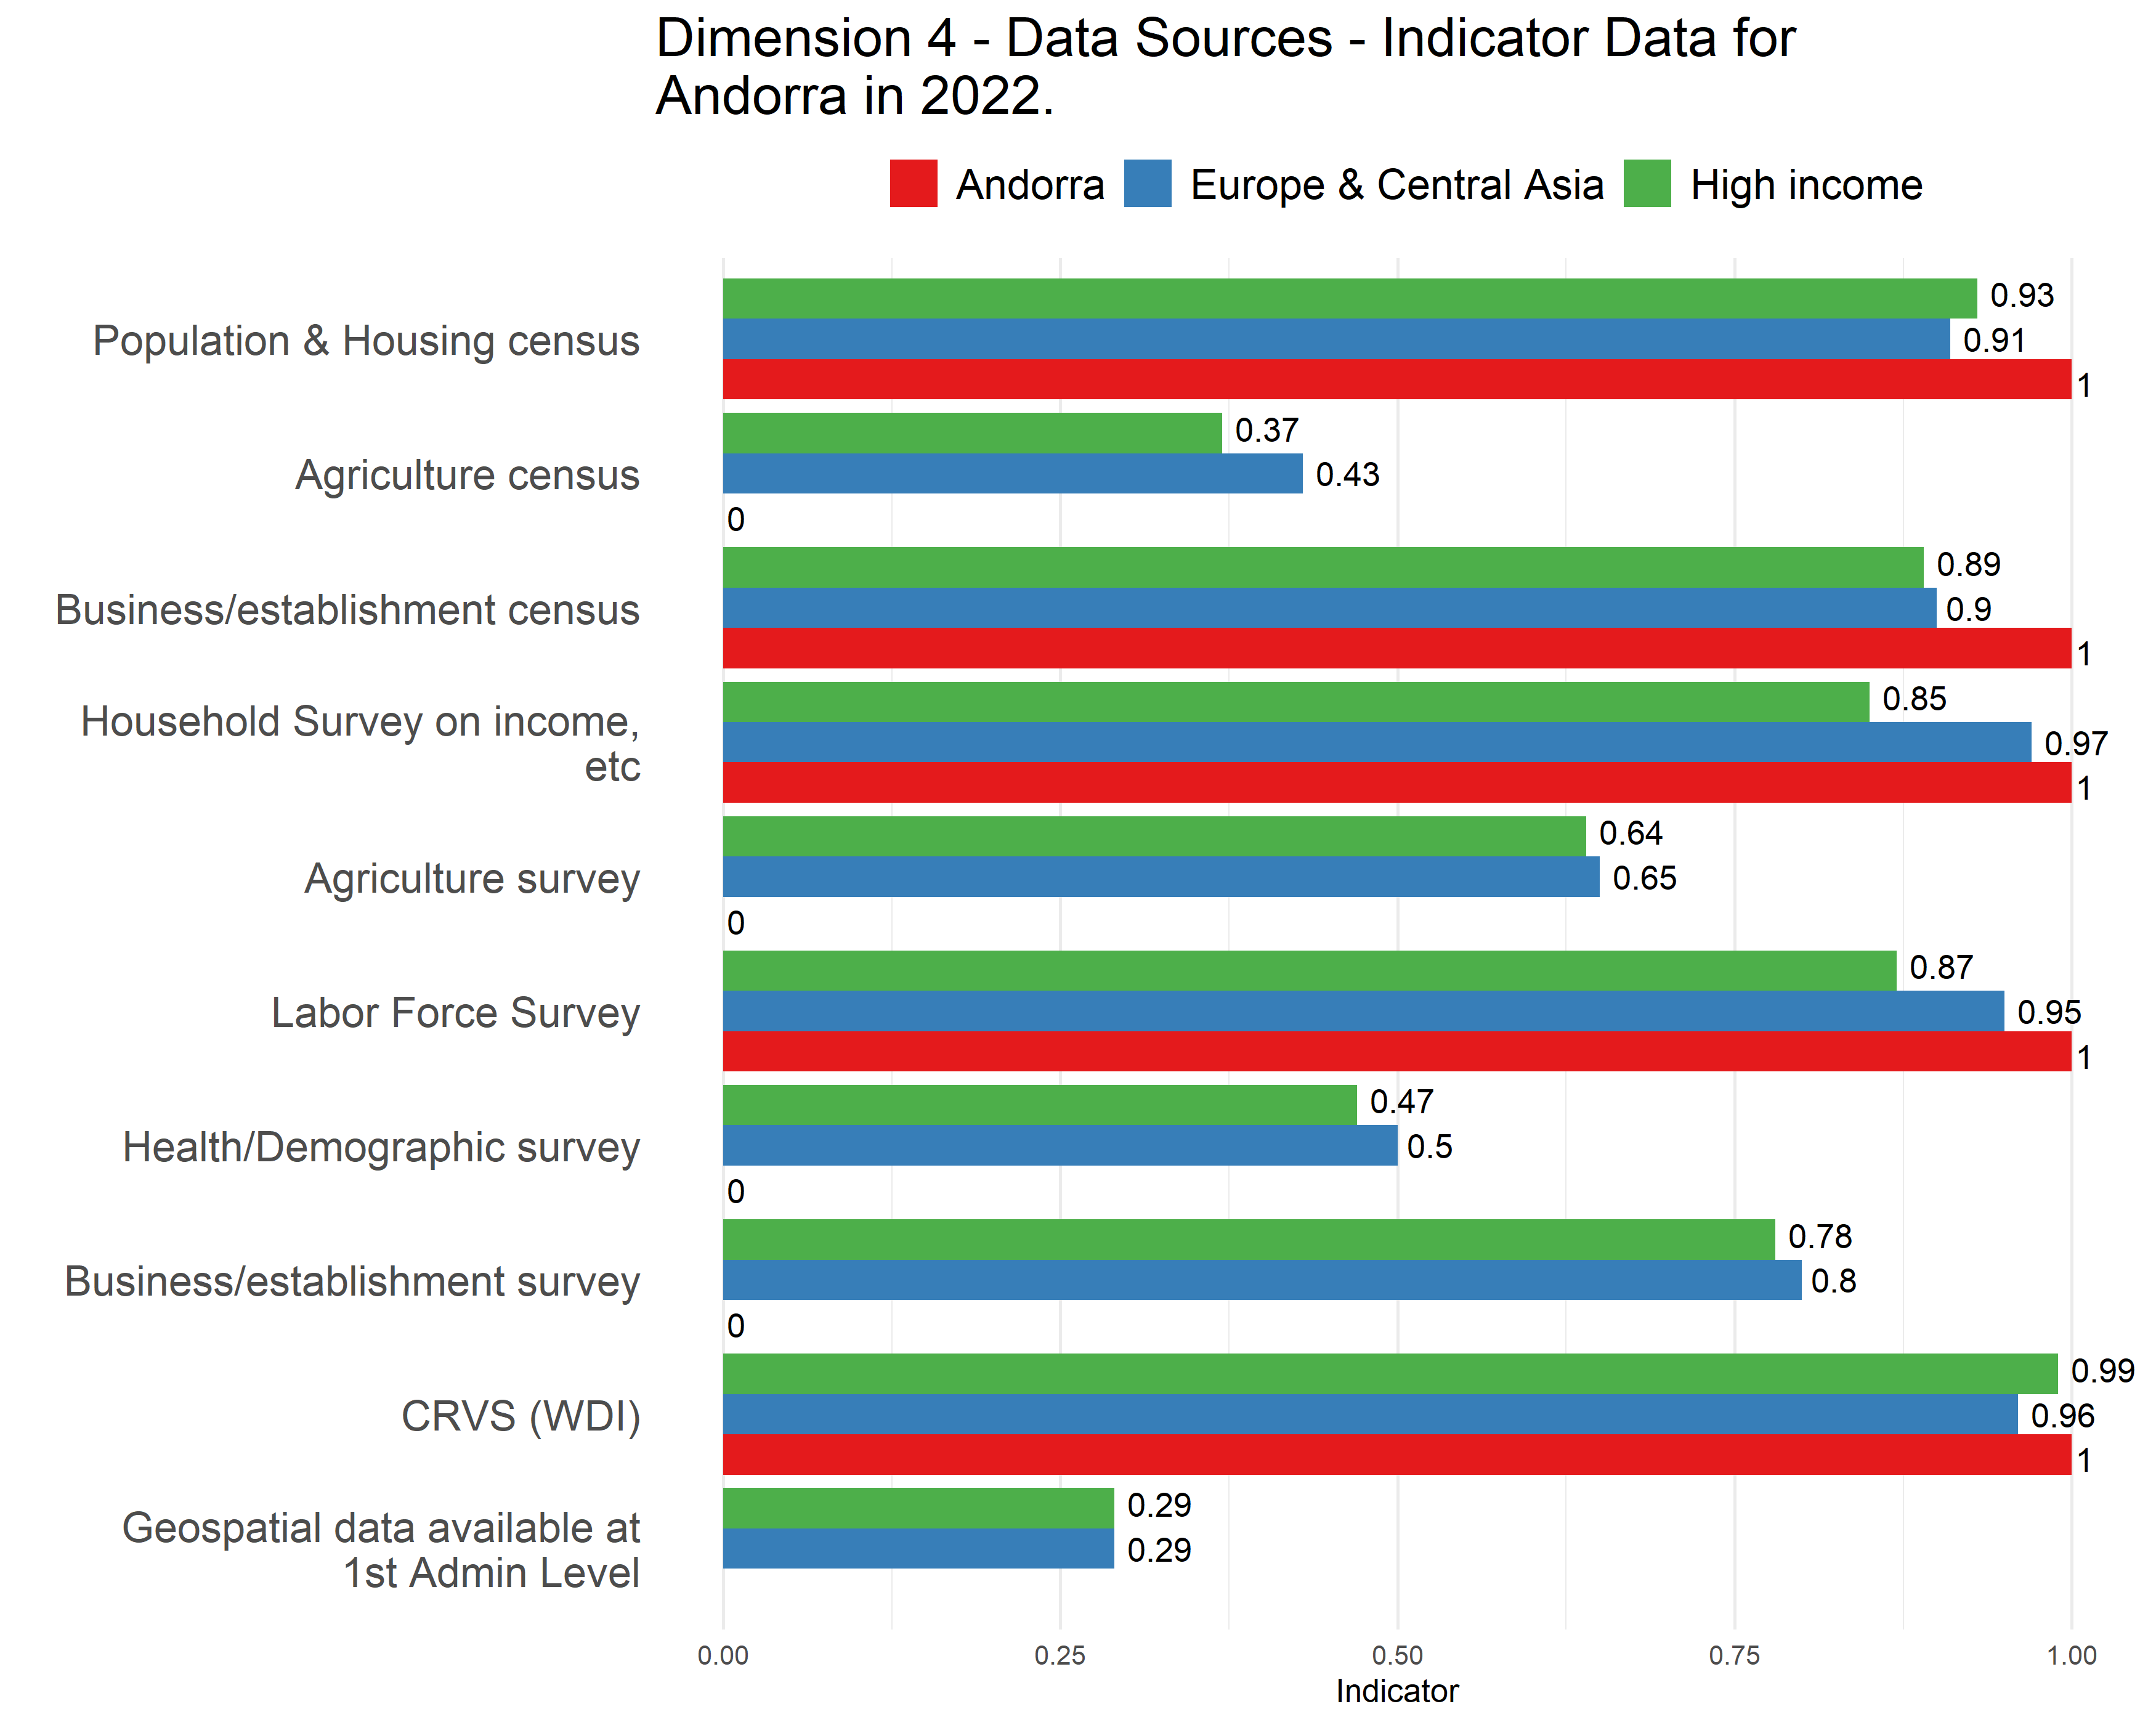 Dimension 4 - Data Sources - Indicator Data for
Andorra in 2022.
Andorra Europe & Central Asia High income
Population & Housing census
0.93
0.91
1
Agriculture census
0.37
0.43
0
Business/establishment census
0.89
0.9
1
Household Survey on income,
etc
0.85
0.97
1
Agriculture survey
0.64
0.65
0
Labor Force Survey
0.87
0.95
1
Health/Demographic survey
0.47
0.5
0
Business/establishment survey
0.78
0.8
0
CRVS (WDI)
0.99
0.96
1
Geospatial data available at
1st Admin Level
0.29
0.29
0.00 0.25 0.50 0.75 1.00
Indicator